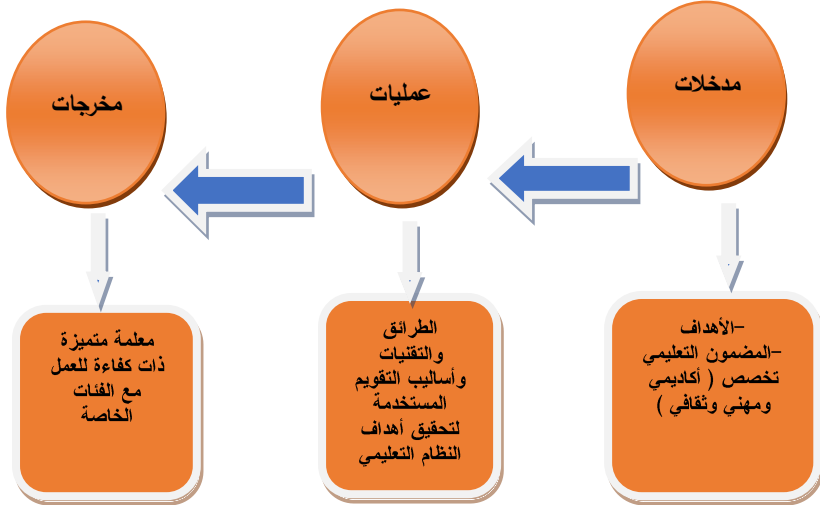 مدخلات
عمليات
مخرجات
-الأهداف
-المضمون التعليمي
تخصص ( أكاديمي
ومهني وثقافي )
الطرائق
والتقنيات
وأساليب التقويم
المستخدمة
لتحقيق أهداف
النظام التعليمي
معلمة متميزة
ذات كفاءة للعمل
مع الفئات
الخاصة